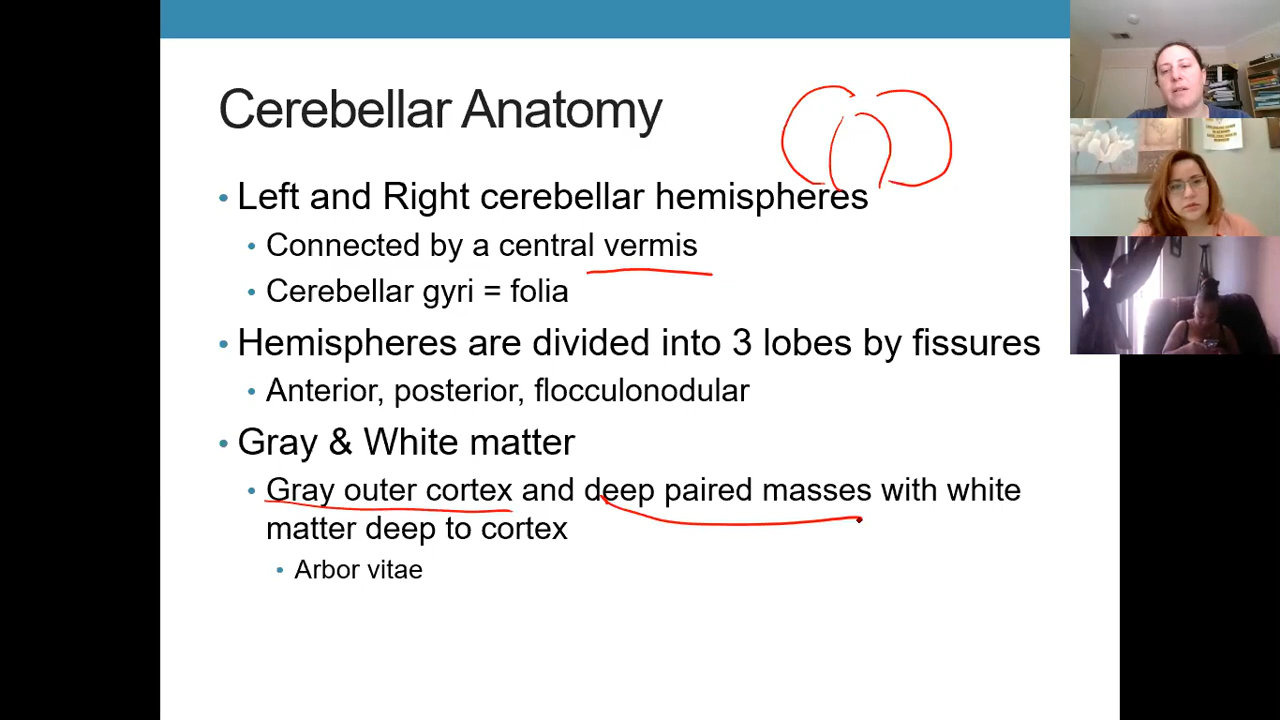 Cerebellar Anatomy
• Left and Right cerebellar hemispheres
• Connected by a central vermis
• Cerebellar gyri = folia
• Hemispheres are divided into 3 lobes by fissures
• Anterior, posterior, flocculonodular
• Gray & White matter
• Gray outer cortex and deep paired masses with white
matter deep to cortex
• Arbor vitae